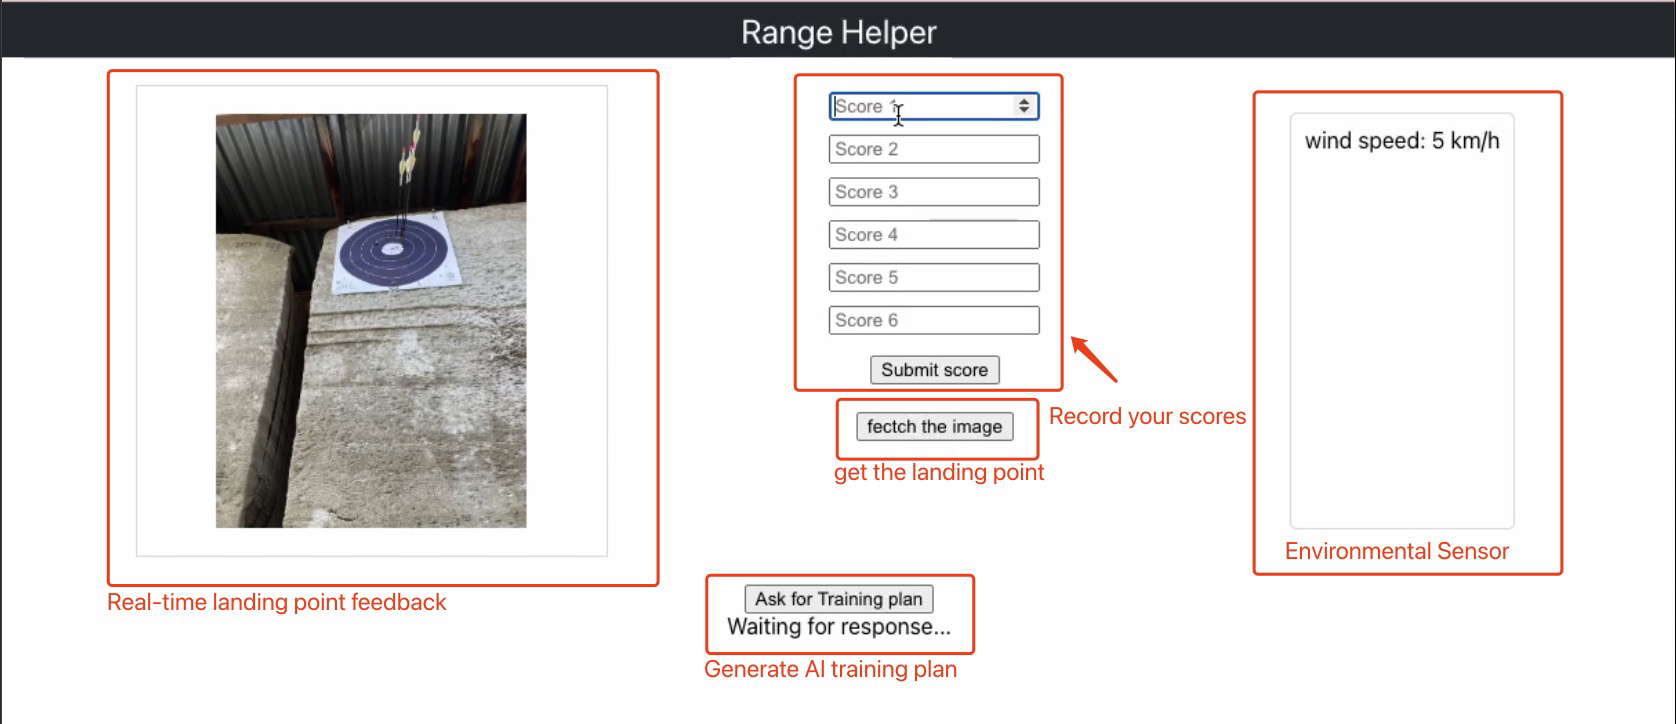 Range Helper
Score 1
Score 2
Score 3
Score 4
Score 5
Score 6
Submit score
fectch the image
Record your scores
get the landing point
wind speed: 5 km/h
Environmental Sensor
Real-time landing point feedback
Ask for Training plan
Waiting for response...
Generate AI training plan